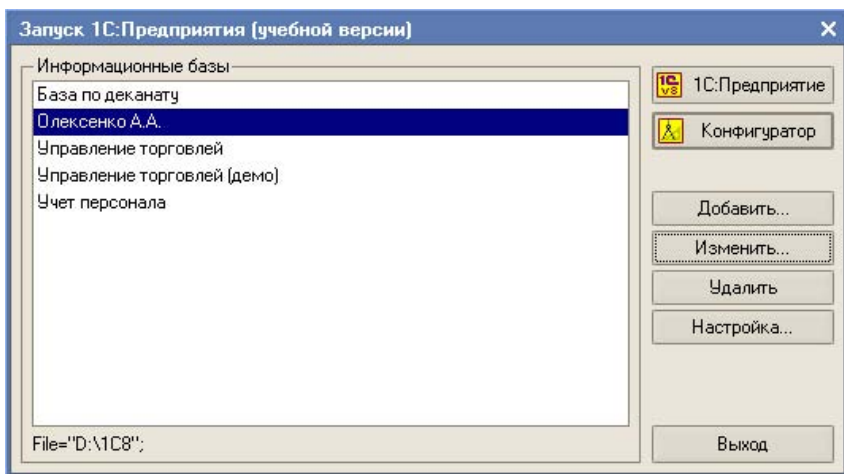 Запуск 1С:Предприятия (учебной версии)
Информационные базы
База по деканату
Олексенко А.А.
Управление торговлей
Управление торговлей (демо)
Учет персонала
File="D:\1C8";
1С:Предприятие
Конфигуратор
Добавить...
Изменить...
Удалить
Настройка...
Выход